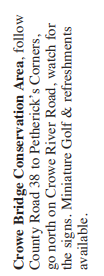 Crowe Bridge Conservation Area, follow
County Road 38 to Petherick's Corners,
go north on Crowe River Road, watch for
the signs. Miniature Golf & refreshments
available.